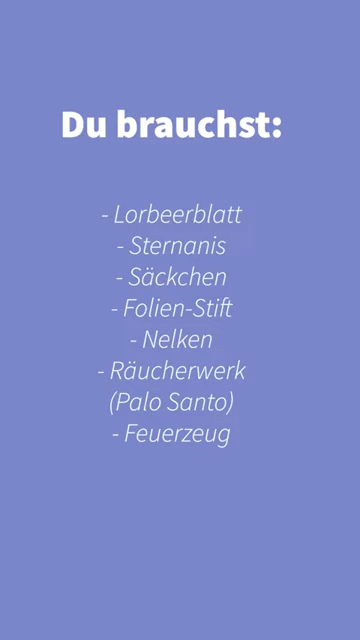 Du brauchst:
- Lorbeerblatt
- Sternanis
- Säckchen
- Folien-Stift
- Nelken
- Räucherwerk
(Palo Santo)
- Feuerzeug